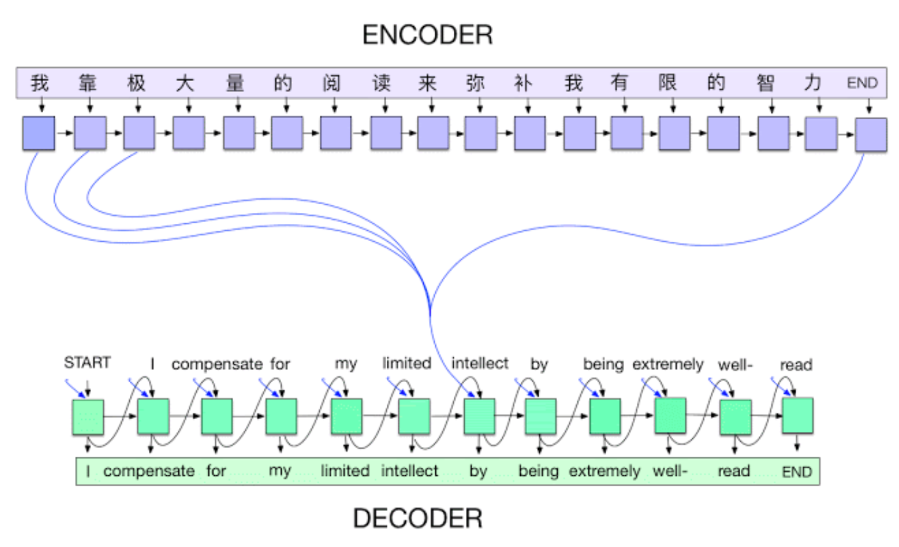 ENCODER
我 靠 极 大 量 的 阅 读 来 弥 补 我 有 限 的 智 力 END
START I compensate for my limited intellect by being extremely well- read
I compensate for my limited intellect by being extremely well- read END
DECODER